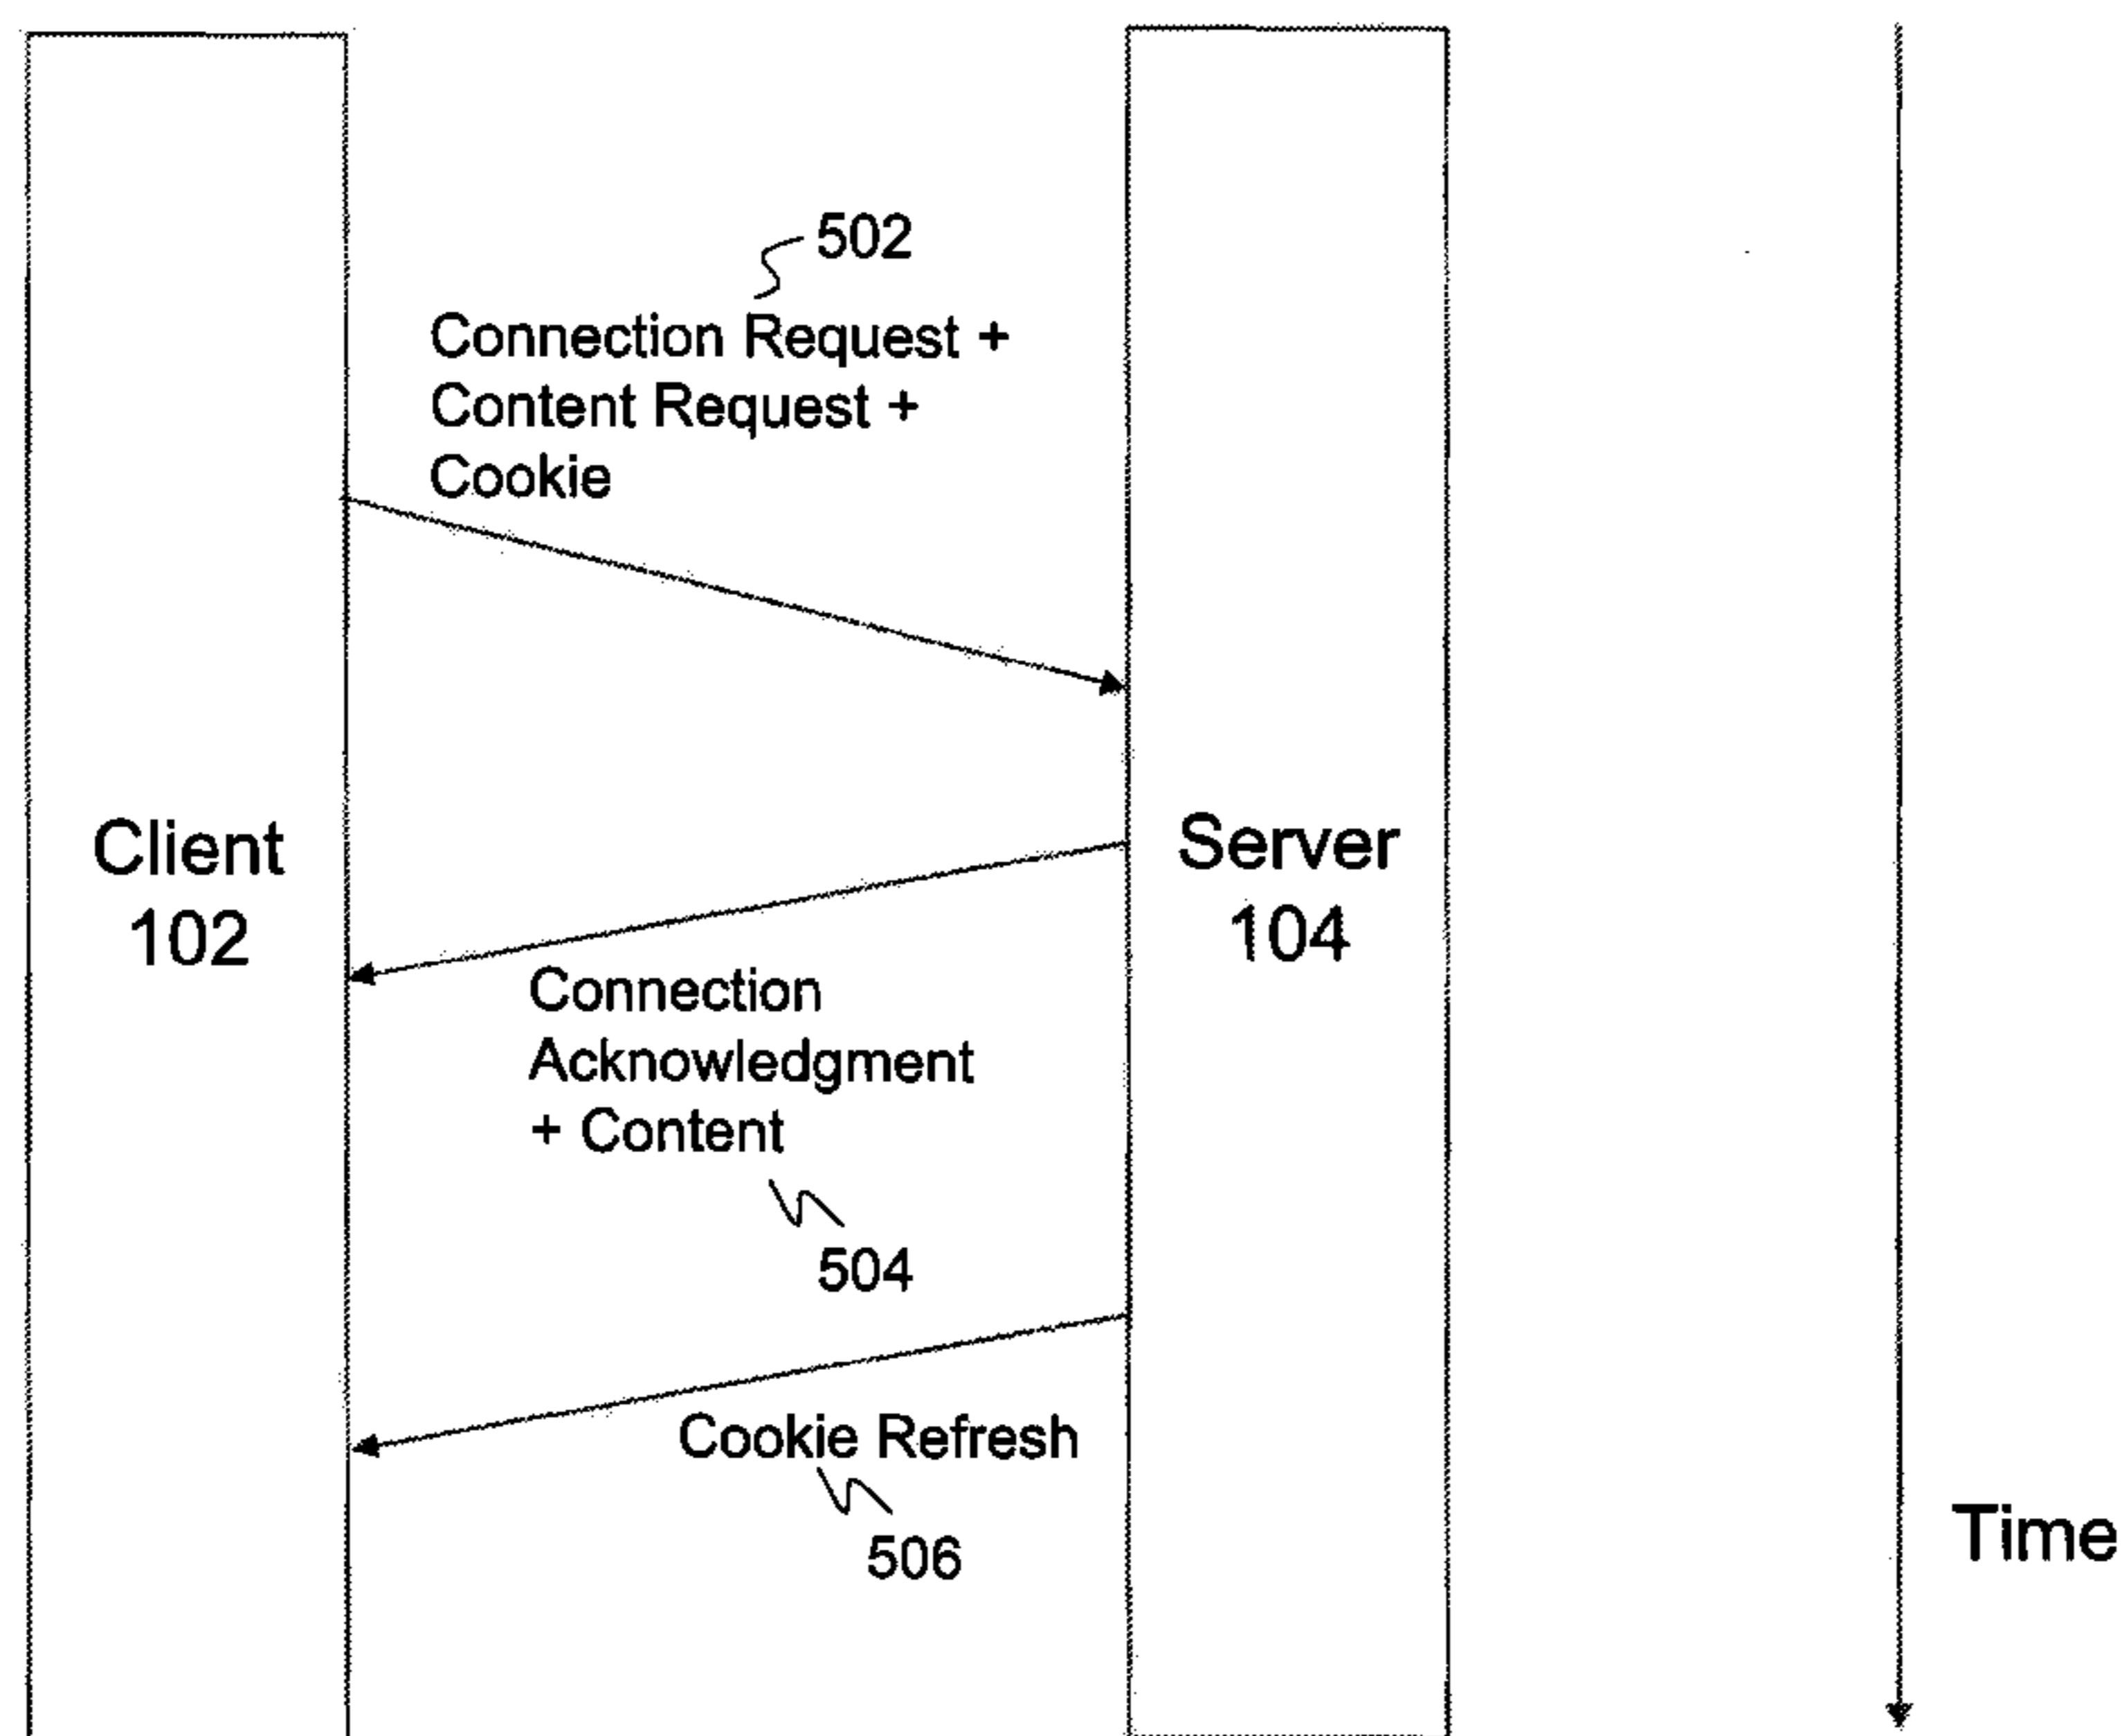 502
Connection Request +
Content Request +
Cookie
Client
102
Server
104
Connection
Acknowledgment
+ Content
504
Cookie Refresh
506
Time